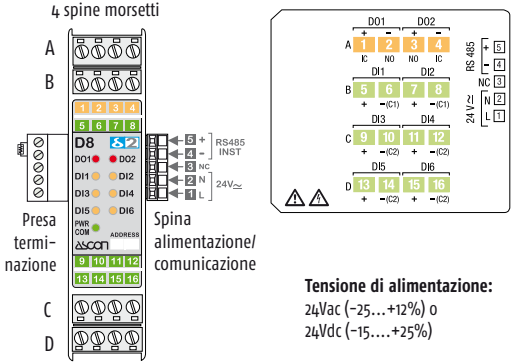 4 spine morsetti
A
B
1 2 3 4
5 6 7 8
D8
DO1 DO2
DI1 DI2
DI3 DI4
DI5 DI6
PWR
COM
ADDRESS
ascon
9 10 11 12
13 14 15 16
C
D
5 +
4 -
3 NC
2 N
1 L
RS485
INST
24V≂
Presa
termi-
nazione
Spina
alimentazione/
comunicazione
DO1 DO2
+ - + -
A 1 2 3 4
IC NO NO IC
DI1 DI2
B 5 6 7 8
+ -(C1) + -(C1)
DI3 DI4
C 9 10 11 12
+ -(C2) + -(C2)
DI5 DI6
D 13 14 15 16
+ -(C2) + -(C2)
RS 485
+ 5
- 4
NC 3
24V≂
N 2
L 1
Tensione di alimentazione:
24Vac (-25...+12%) o
24Vdc (-15....+25%)